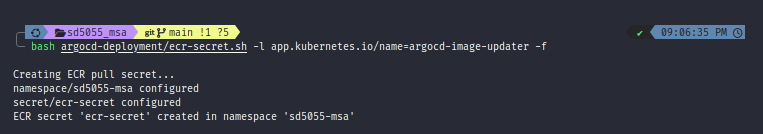 sd5055_msa git main !1 ?5 ✔ 09:06:35 PM
bash argocd-deployment/ecr-secret.sh -l app.kubernetes.io/name=argocd-image-updater -f
Creating ECR pull secret...
namespace/sd5055-msa configured
secret/ecr-secret configured
ECR secret 'ecr-secret' created in namespace 'sd5055-msa'